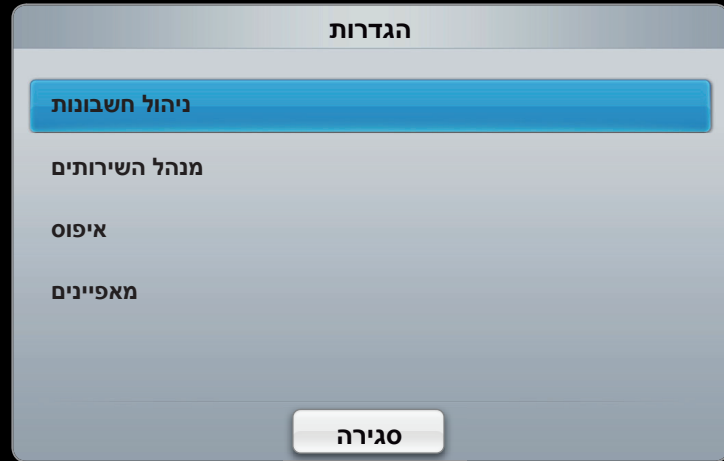 הגדרות
ניהול חשבונות
מנהל השירותים
איפוס
מאפיינים
סגירה